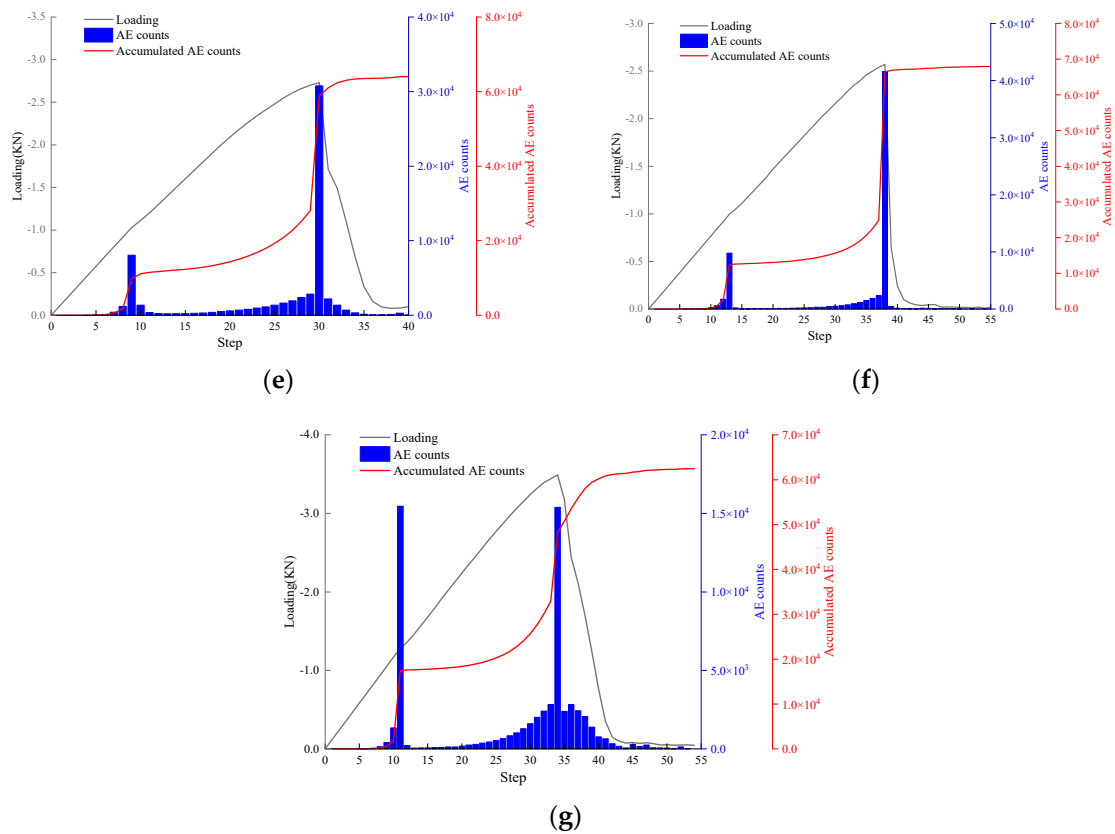 -3.5
-3.0
-2.5
-2.0
-1.5
-1.0
-0.5
0.0
Loading(KN)
Loading
AE counts
Accumulated AE counts
0 5 10 15 20 25 30 35 40
Step
4.0×10⁴
3.0×10⁴
2.0×10⁴
1.0×10⁴
0.0
AE counts
8.0×10⁴
6.0×10⁴
4.0×10⁴
2.0×10⁴
0.0
Accumulated AE counts
(e)
-3.0
-2.5
-2.0
-1.5
-1.0
-0.5
0.0
Loading(KN)
Loading
AE counts
Accumulated AE counts
0 5 10 15 20 25 30 35 40 45 50 55
Step
5.0×10⁴
4.0×10⁴
3.0×10⁴
2.0×10⁴
1.0×10⁴
0.0
AE counts
8.0×10⁴
7.0×10⁴
6.0×10⁴
5.0×10⁴
4.0×10⁴
3.0×10⁴
2.0×10⁴
1.0×10⁴
0.0
Accumulated AE counts
(f)
-4.0
-3.0
-2.0
-1.0
0.0
Loading(KN)
Loading
AE counts
Accumulated AE counts
0 5 10 15 20 25 30 35 40 45 50 55
Step
2.0×10⁴
1.5×10⁴
1.0×10⁴
5.0×10³
0.0
AE counts
7.0×10⁴
6.0×10⁴
5.0×10⁴
4.0×10⁴
3.0×10⁴
2.0×10⁴
1.0×10⁴
0.0
Accumulated AE counts
(g)